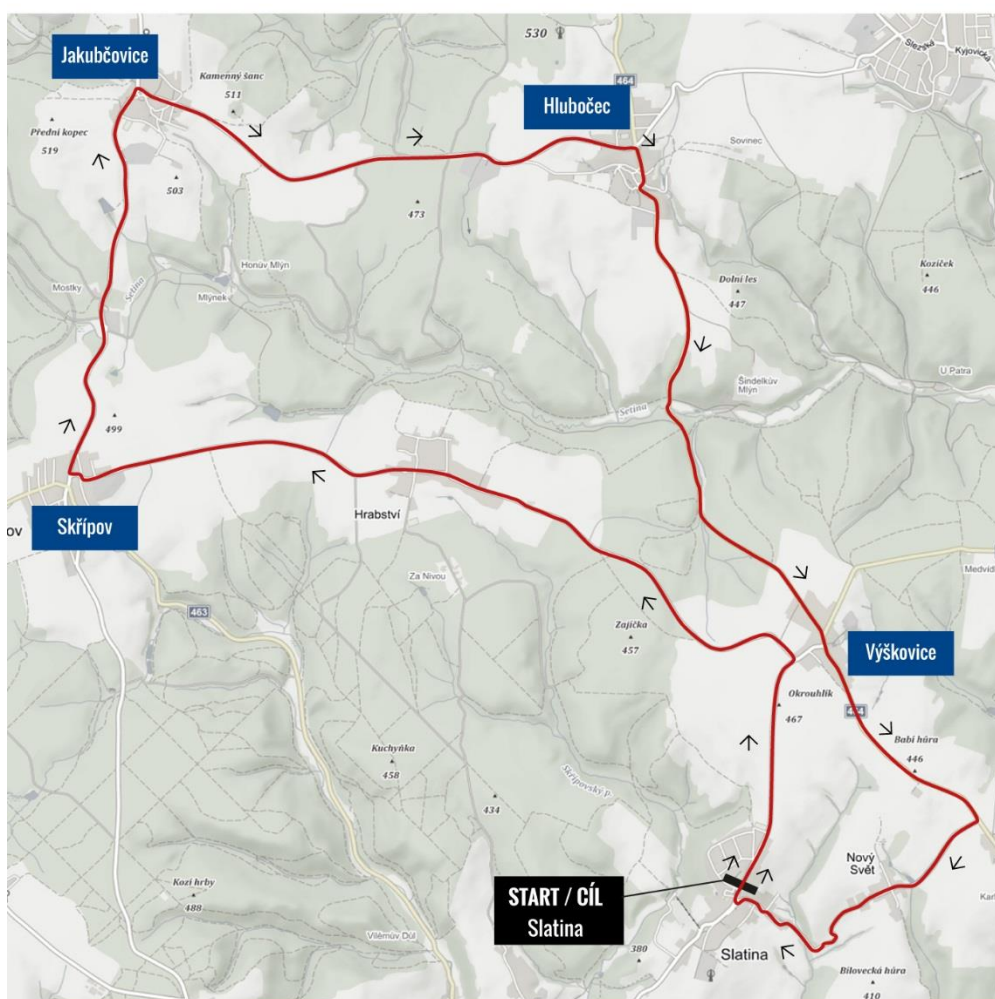 530
Jakubčovice
Slezská
Kyjovická
Kamenný šanc
511
464
Hlubočec
Přední kopec
519
Sovinec
503
473
Kozíček
446
Honův Mlýn
Dolní les
447
Mostky
Setina
Mlýnek
U Patra
Šindelkův
Mlýn
Setina
499
Hrabství
ov
Skřípov
Za Nivou
463
Zajíčka
457
Výškovice
Okrouhlík
467
Babí hůra
446
Kuchyňka
458
Skřipovský p.
434
Nový
Svět
START / CÍL
Slatina
Kozí hrby
488
Vilémův Důl
380
Slatina
Bílovecká hůra
410